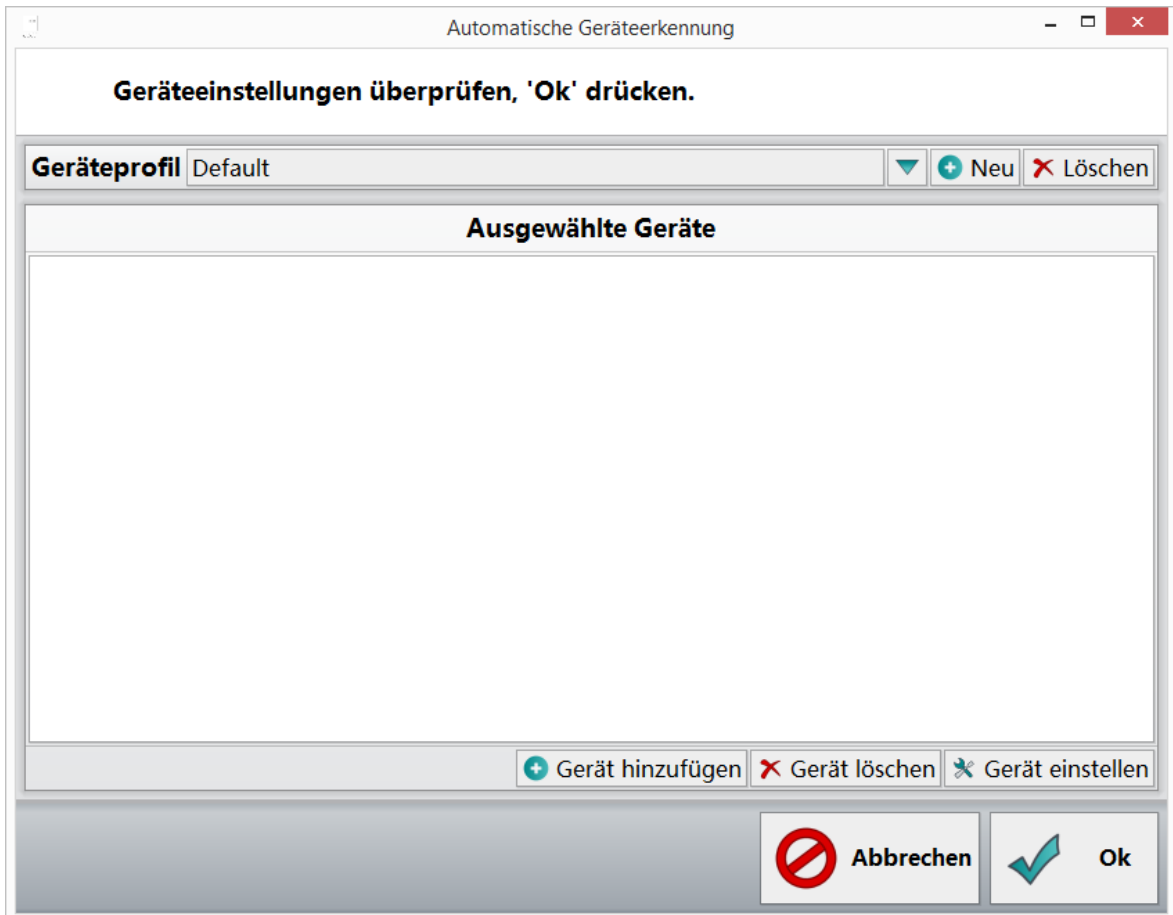 Automatische Geräteerkennung
Geräteeinstellungen überprüfen, 'Ok' drücken.
Geräteprofil Default Neu Löschen
Ausgewählte Geräte
Gerät hinzufügen Gerät löschen Gerät einstellen
Abbrechen Ok